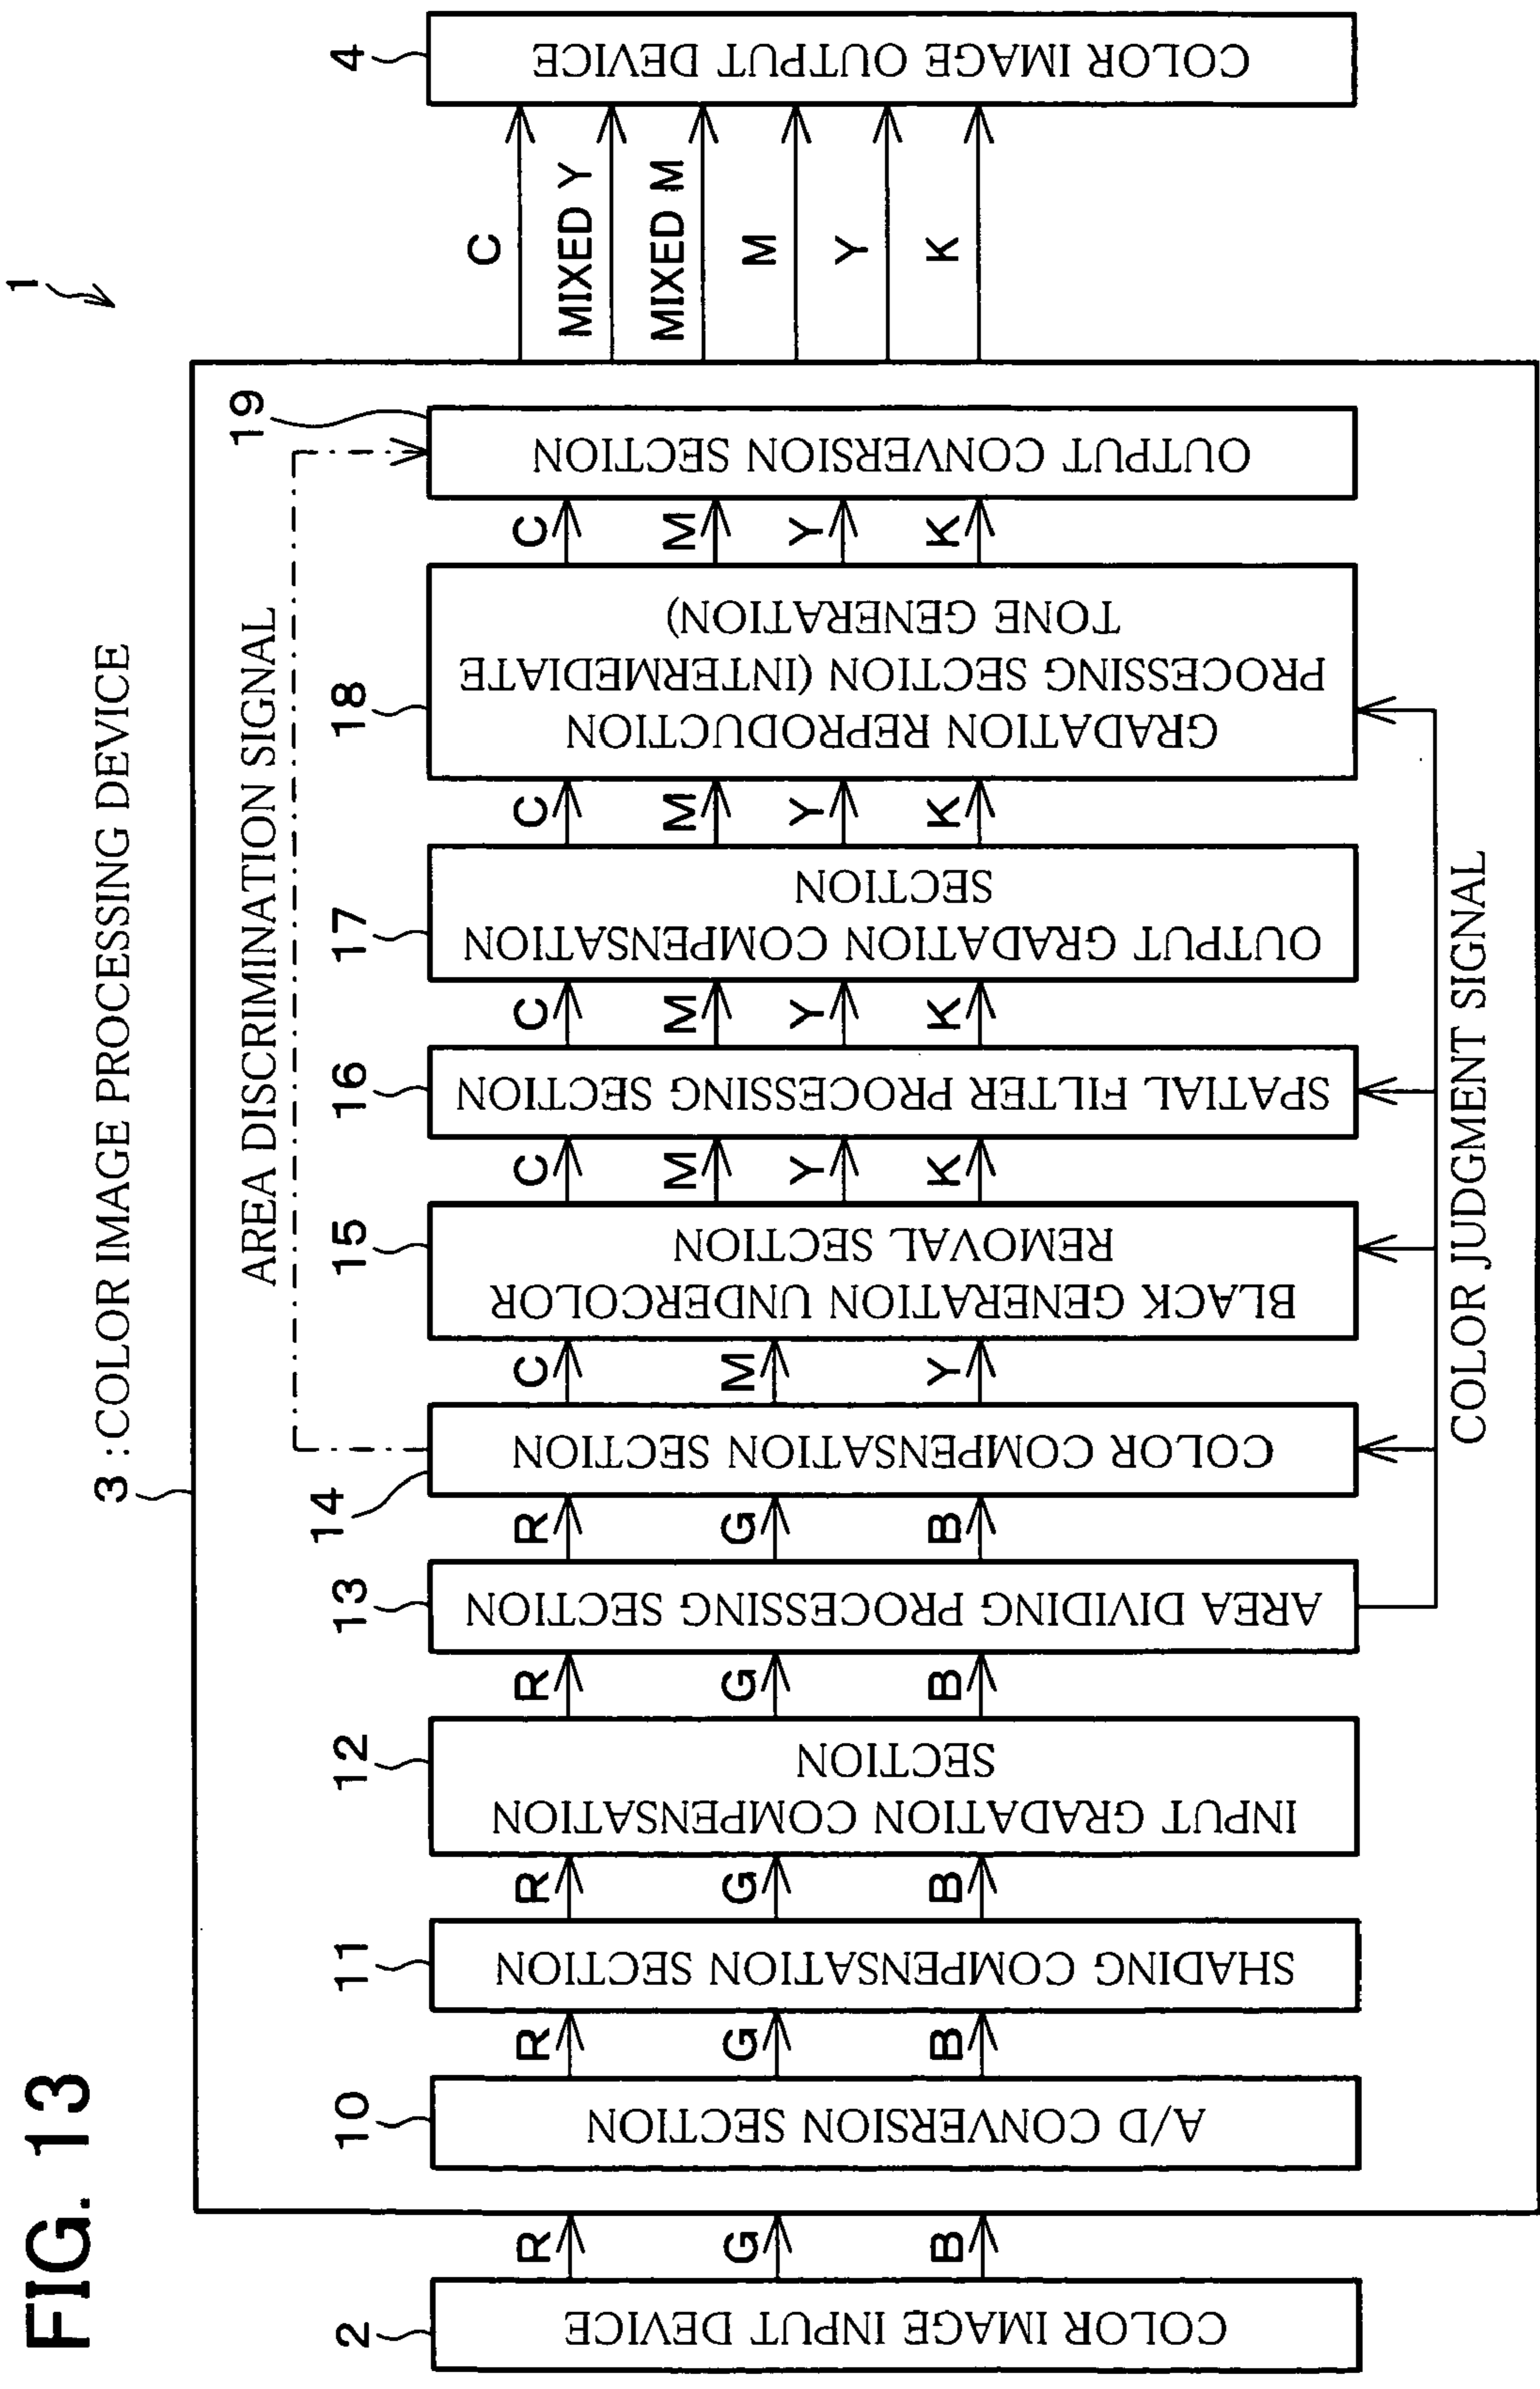 FIG. 13
1
3 : COLOR IMAGE PROCESSING DEVICE
AREA DISCRIMINATION SIGNAL
2
COLOR IMAGE INPUT DEVICE
R
G
B
10
A/D CONVERSION SECTION
R
G
B
11
SHADING COMPENSATION SECTION
R
G
B
12
INPUT GRADATION COMPENSATION
SECTION
R
G
B
13
AREA DIVIDING PROCESSING SECTION
R
G
B
14
COLOR COMPENSATION SECTION
C
M
Y
15
BLACK GENERATION UNDERCOLOR
REMOVAL SECTION
C
M
Y
K
16
SPATIAL FILTER PROCESSING SECTION
C
M
Y
K
17
OUTPUT GRADATION COMPENSATION
SECTION
C
M
Y
K
18
GRADATION REPRODUCTION
PROCESSING SECTION (INTERMEDIATE
TONE GENERATION)
C
M
Y
K
19
OUTPUT CONVERSION SECTION
C
MIXED Y
MIXED M
M
Y
K
4
COLOR IMAGE OUTPUT DEVICE
COLOR JUDGMENT SIGNAL